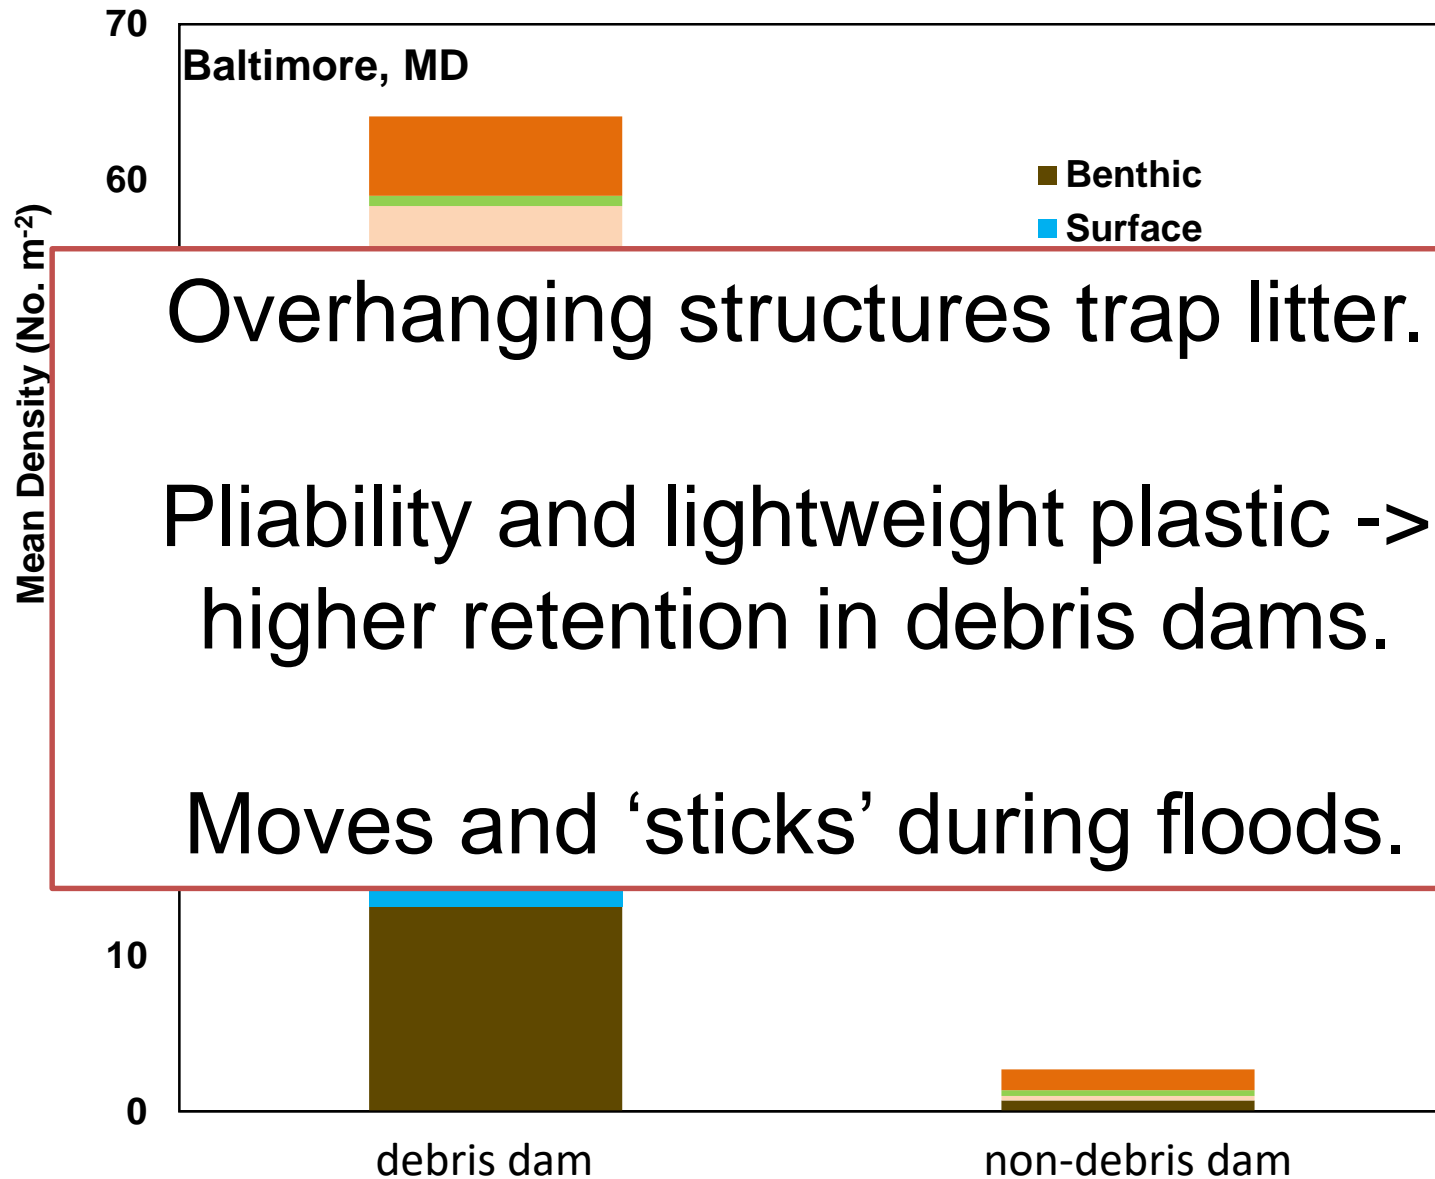 70
Baltimore, MD
60
Benthic
Surface
Mean Density (No. m-2)
Overhanging structures trap litter.
Pliability and lightweight plastic ->
higher retention in debris dams.
Moves and ‘sticks’ during floods.
10
0
debris dam
non-debris dam